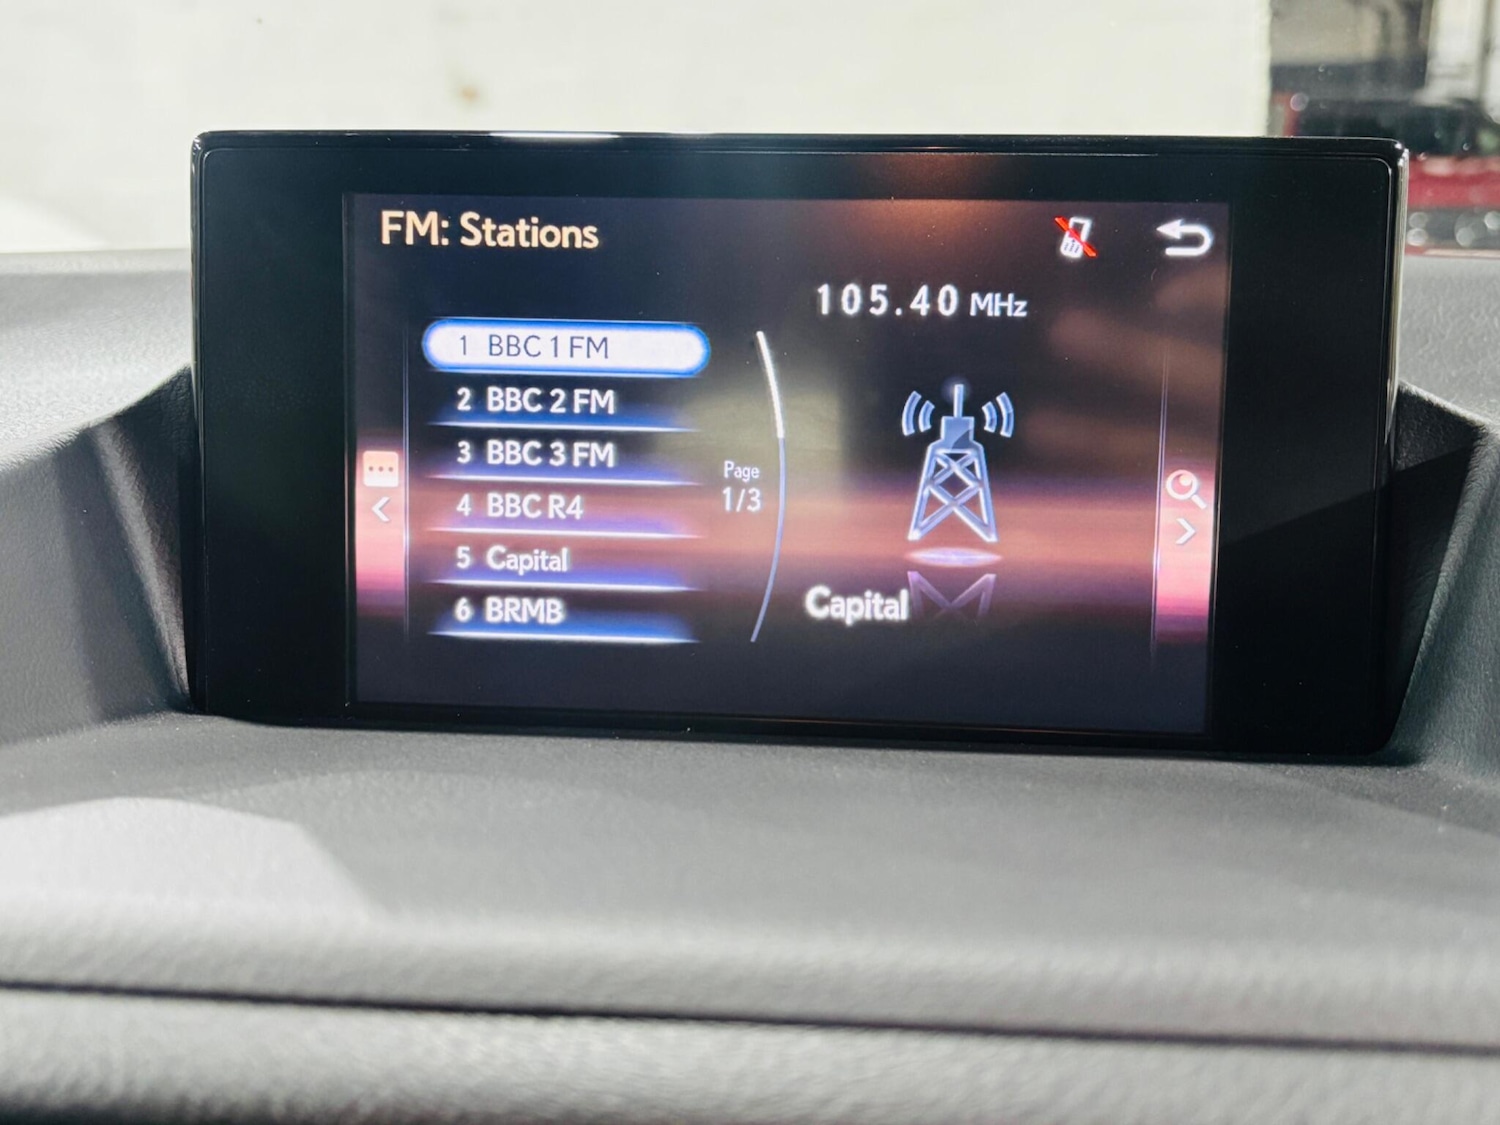 FM: Stations
105.40 MHz
1 BBC 1 FM
2 BBC 2 FM
3 BBC 3 FM
4 BBC R4
5 Capital
6 BRMB
Page
1/3
Capital